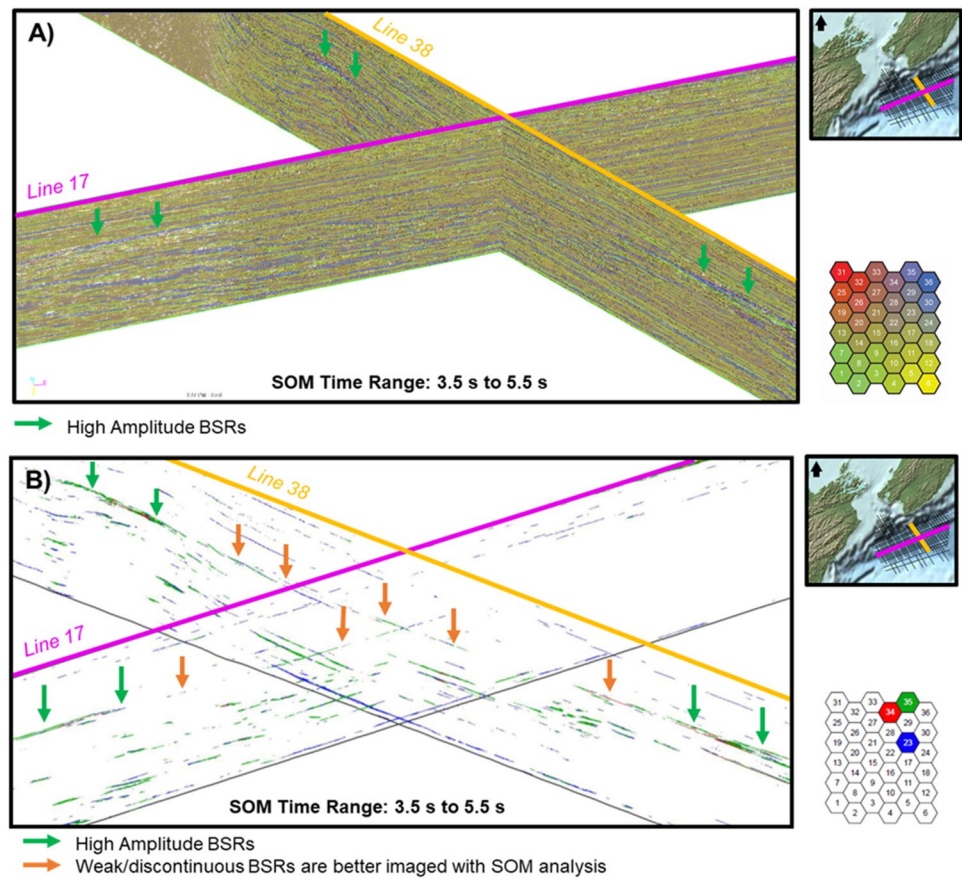 A)
Line 38
Line 17
SOM Time Range: 3.5 s to 5.5 s
High Amplitude BSRs
31 33 35
32 34 36
25 27 29
26 28 30
19 21 23
20 22 24
13 15 17
14 16 18
7 9 11
8 10 12
1 3 5
2 4 6
B)
Line 38
Line 17
SOM Time Range: 3.5 s to 5.5 s
High Amplitude BSRs
Weak/discontinuous BSRs are better imaged with SOM analysis
31 33 35
32 34 36
25 27 29
26 28 30
19 21 23
20 22 24
13 15 17
14 16 18
7 9 11
8 10 12
1 3 5
2 4 6